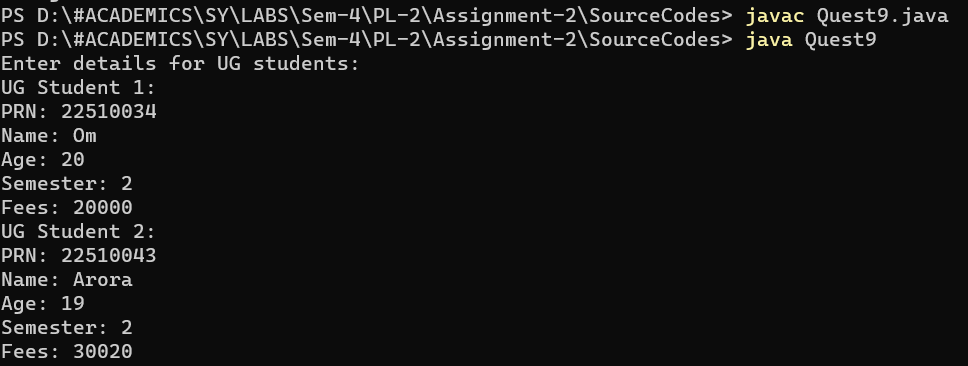 PS D:\#ACADEMICS\SY\LABS\Sem-4\PL-2\Assignment-2\SourceCodes> javac Quest9.java
PS D:\#ACADEMICS\SY\LABS\Sem-4\PL-2\Assignment-2\SourceCodes> java Quest9
Enter details for UG students:
UG Student 1:
PRN: 22510034
Name: Om
Age: 20
Semester: 2
Fees: 20000
UG Student 2:
PRN: 22510043
Name: Arora
Age: 19
Semester: 2
Fees: 30020